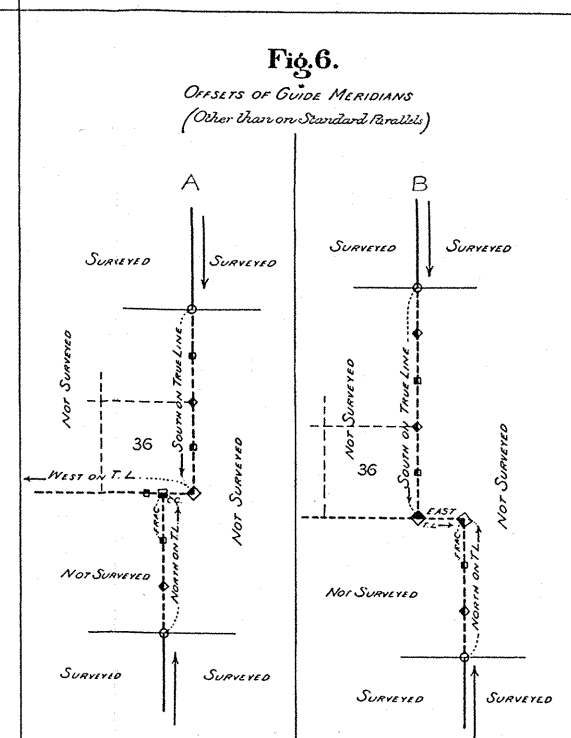 Fig.6.
OFFSETS OF GUIDE MERIDIANS
(Other than on Standard Parallels)
A
SURVEYED
SURVEYED
NOT SURVEYED
SOUTH ON TRUE LINE
36
WEST ON T.L.
C.C.
NOT SURVEYED
FRAC.
NORTH ON T.L.
NOT SURVEYED
SURVEYED
SURVEYED
B
SURVEYED
SURVEYED
NOT SURVEYED
SOUTH ON TRUE LINE
36
NOT SURVEYED
EAST
T.L.
FRAC.
NORTH ON T.L.
NOT SURVEYED
SURVEYED
SURVEYED